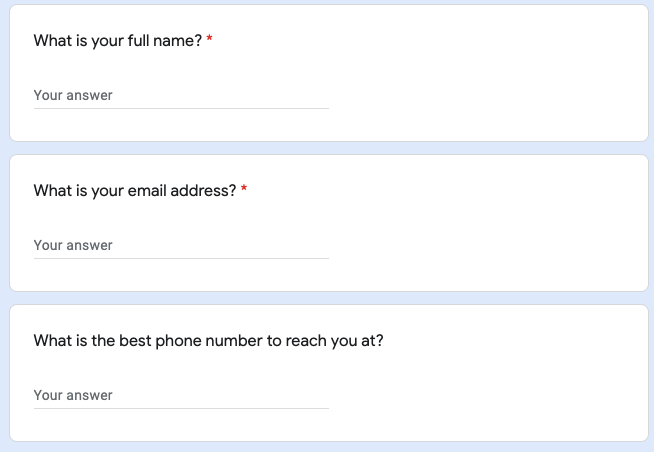 What is your full name? *
Your answer
What is your email address? *
Your answer
What is the best phone number to reach you at?
Your answer